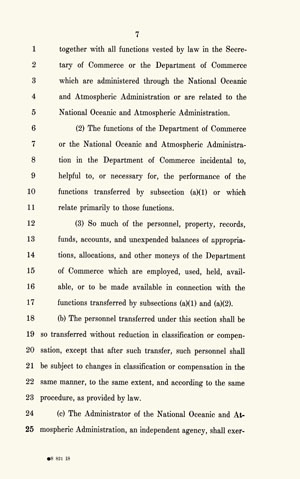 7
1 together with all functions vested by law in the Secre-
2 tary of Commerce or the Department of Commerce
3 which are administered through the National Oceanic
4 and Atmospheric Administration or are related to the
5 National Oceanic and Atmospheric Administration.
6 (2) The functions of the Department of Commerce
7 or the National Oceanic and Atmospheric Administra-
8 tion in the Department of Commerce incidental to,
9 helpful to, or necessary for, the performance of the
10 functions transferred by subsection (a)(1) or which
11 relate primarily to those functions.
12 (3) So much of the personnel, property, records,
13 funds, accounts, and unexpended balances of appropria-
14 tions, allocations, and other moneys of the Department
15 of Commerce which are employed, used, held, avail-
16 able, or to be made available in connection with the
17 functions transferred by subsections (a)(1) and (a)(2).
18 (b) The personnel transferred under this section shall be
19 so transferred without reduction in classification or compen-
20 sation, except that after such transfer, such personnel shall
21 be subject to changes in classification or compensation in the
22 same manner, to the same extent, and according to the same
23 procedure, as provided by law.
24 (c) The Administrator of the National Oceanic and At-
25 mospheric Administration, an independent agency, shall exer-
●S 821 IS